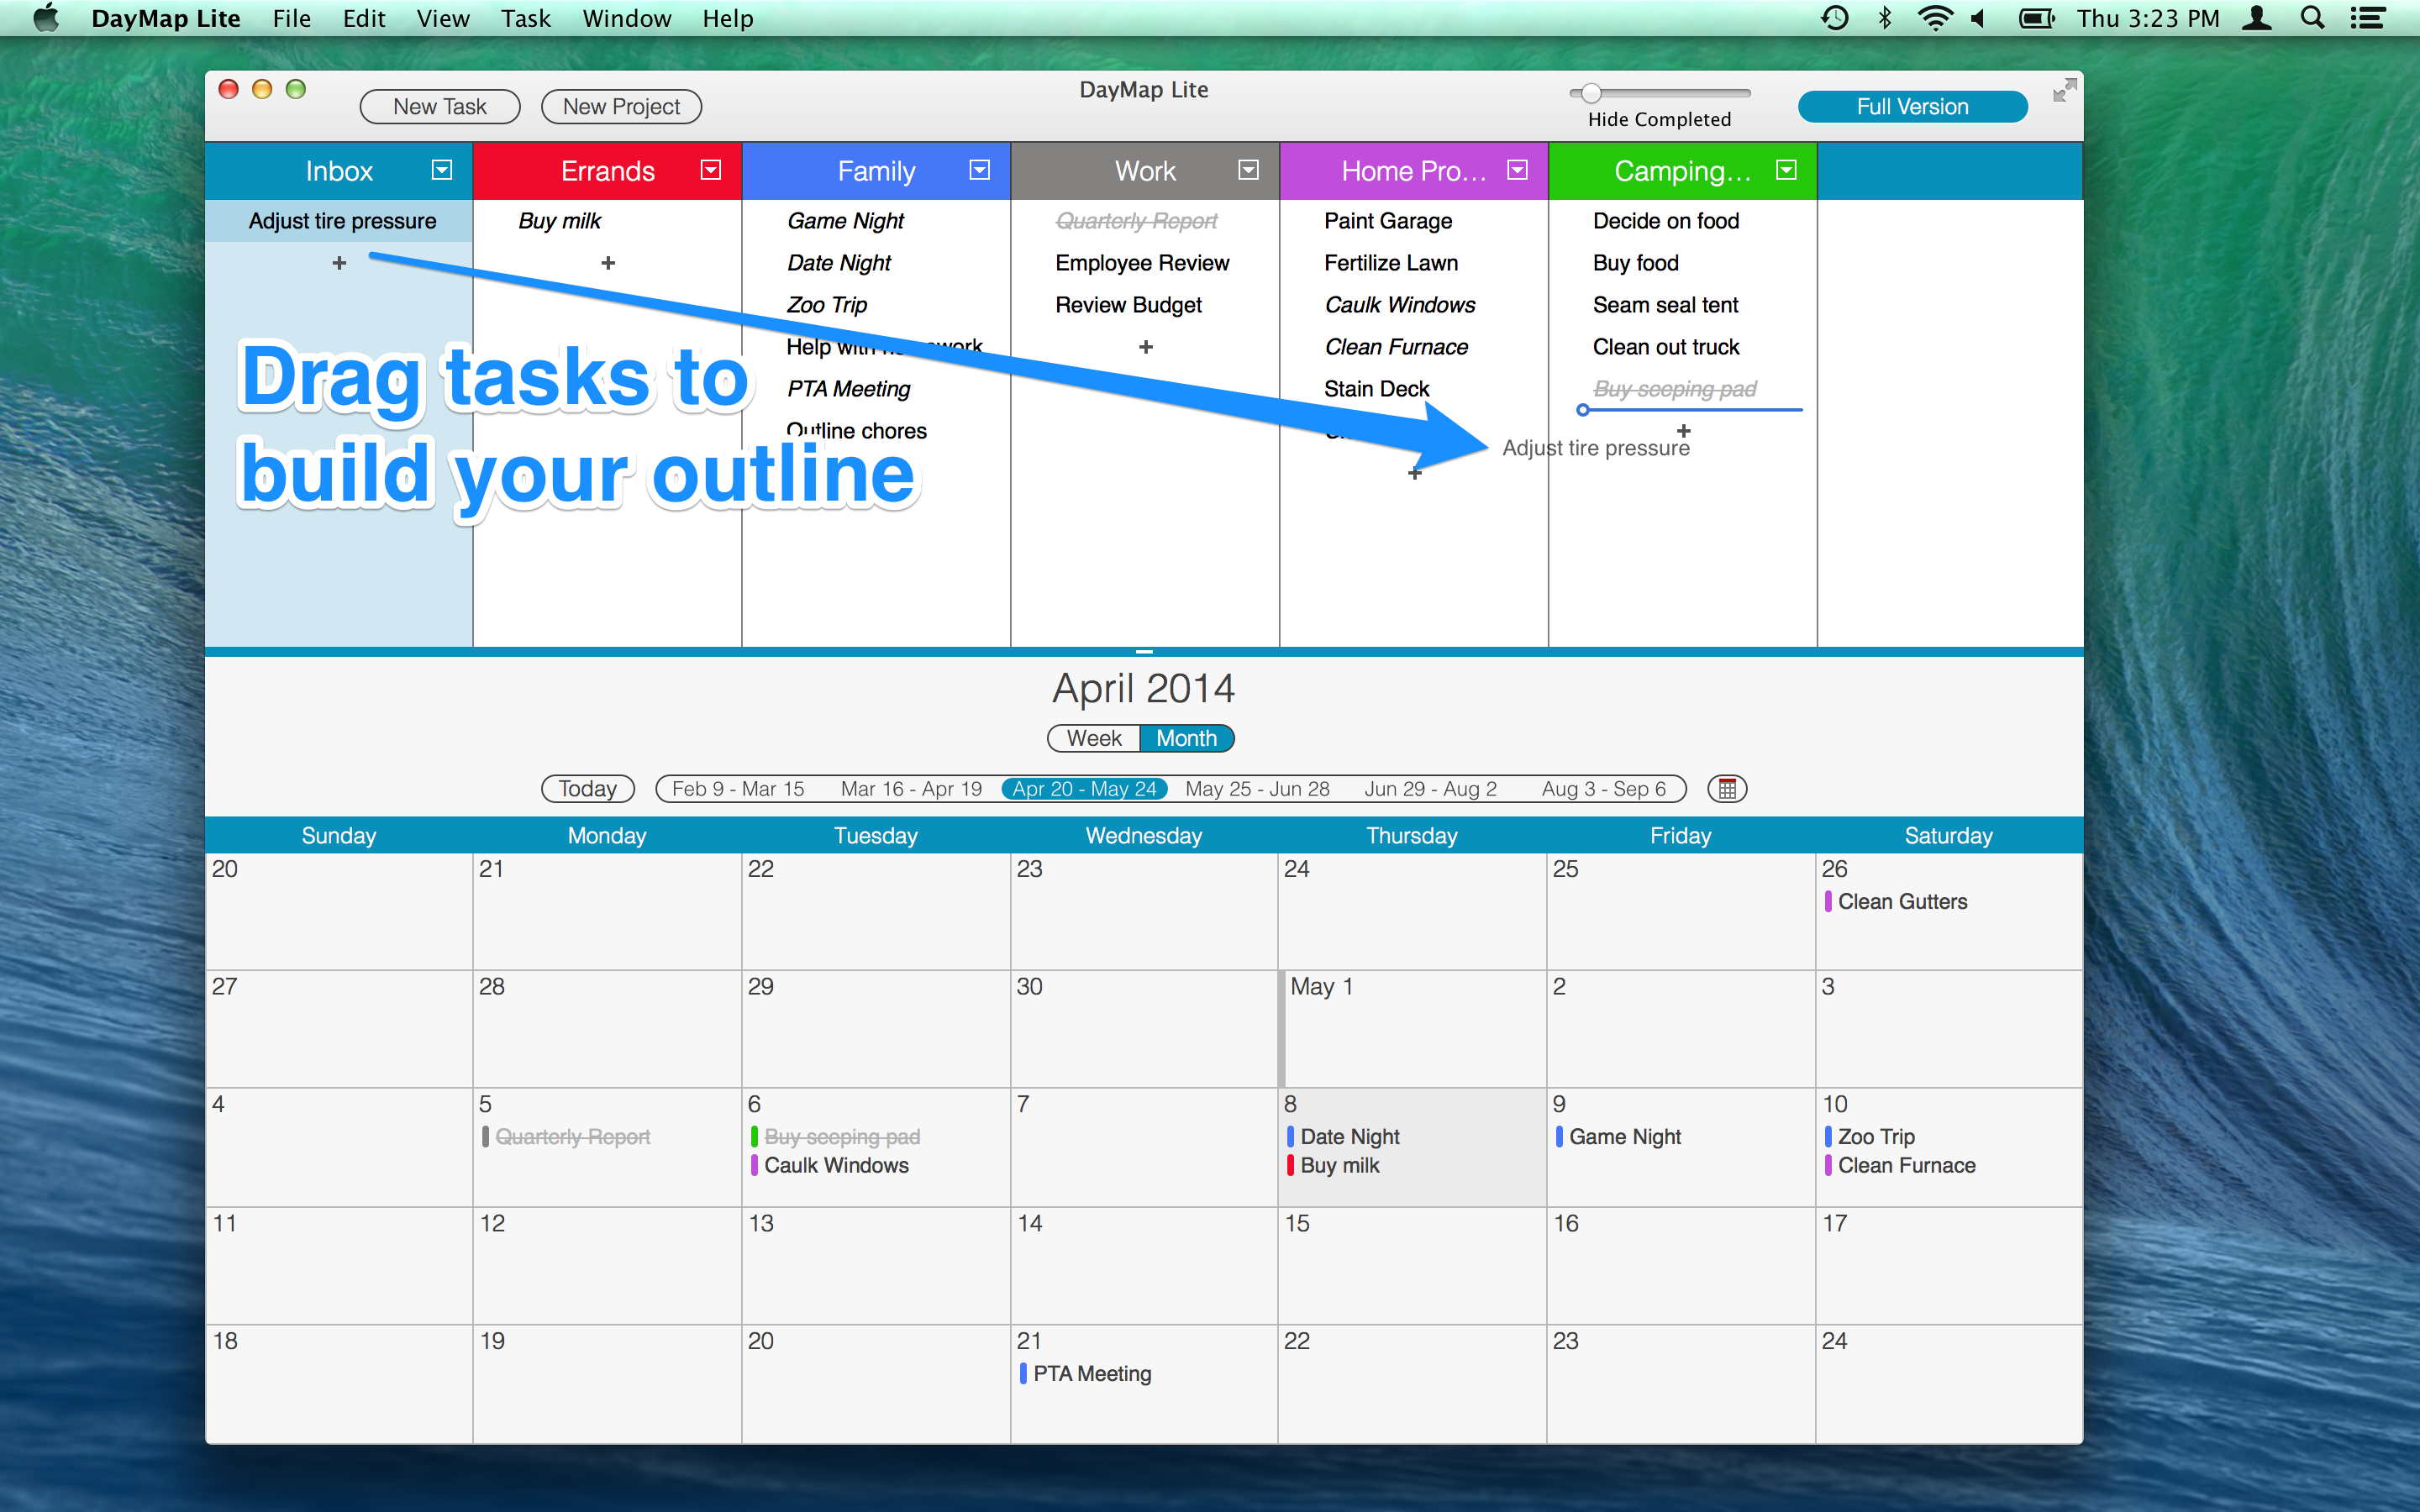 DayMap Lite File Edit View Task Window Help Thu 3:23 PM
DayMap Lite
New Task New Project
Hide Completed
Full Version
Inbox Errands Family Work Home Pro... Camping...
Adjust tire pressure Buy milk Game Night Quarterly Report Paint Garage Decide on food
+ + Date Night Employee Review Fertilize Lawn Buy food
Zoo Trip Review Budget Caulk Windows Seam seal tent
Help with + Clean Furnace Clean out truck
PTA Meeting Stain Deck Buy seeping pad
Outline chores +
Adjust tire pressure
+
Drag tasks to
build your outline
April 2014
Week Month
Today Feb 9 - Mar 15 Mar 16 - Apr 19 Apr 20 - May 24 May 25 - Jun 28 Jun 29 - Aug 2 Aug 3 - Sep 6
Sunday Monday Tuesday Wednesday Thursday Friday Saturday
20 21 22 23 24 25 26
Clean Gutters
27 28 29 30 May 1 2 3
4 5 6 7 8 9 10
Quarterly Report Buy seeping pad Date Night Game Night Zoo Trip
Caulk Windows Buy milk Clean Furnace
11 12 13 14 15 16 17
18 19 20 21 22 23 24
PTA Meeting